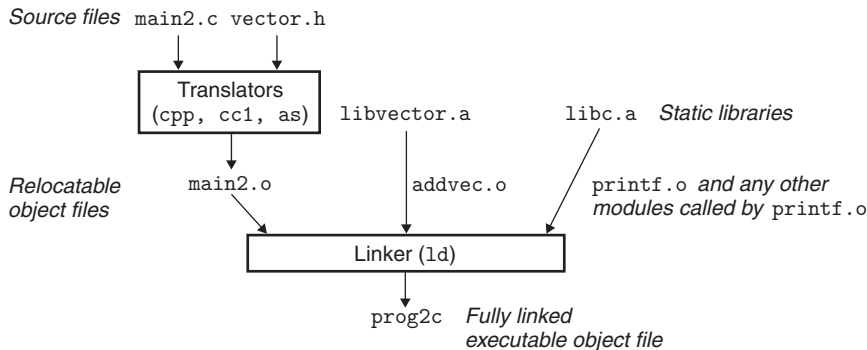 Source files main2.c vector.h
Translators
(cpp, cc1, as)
libvector.a
libc.a Static libraries
Relocatable
object files
main2.o
addvec.o
printf.o and any other
modules called by printf.o
Linker (ld)
prog2c
Fully linked
executable object file